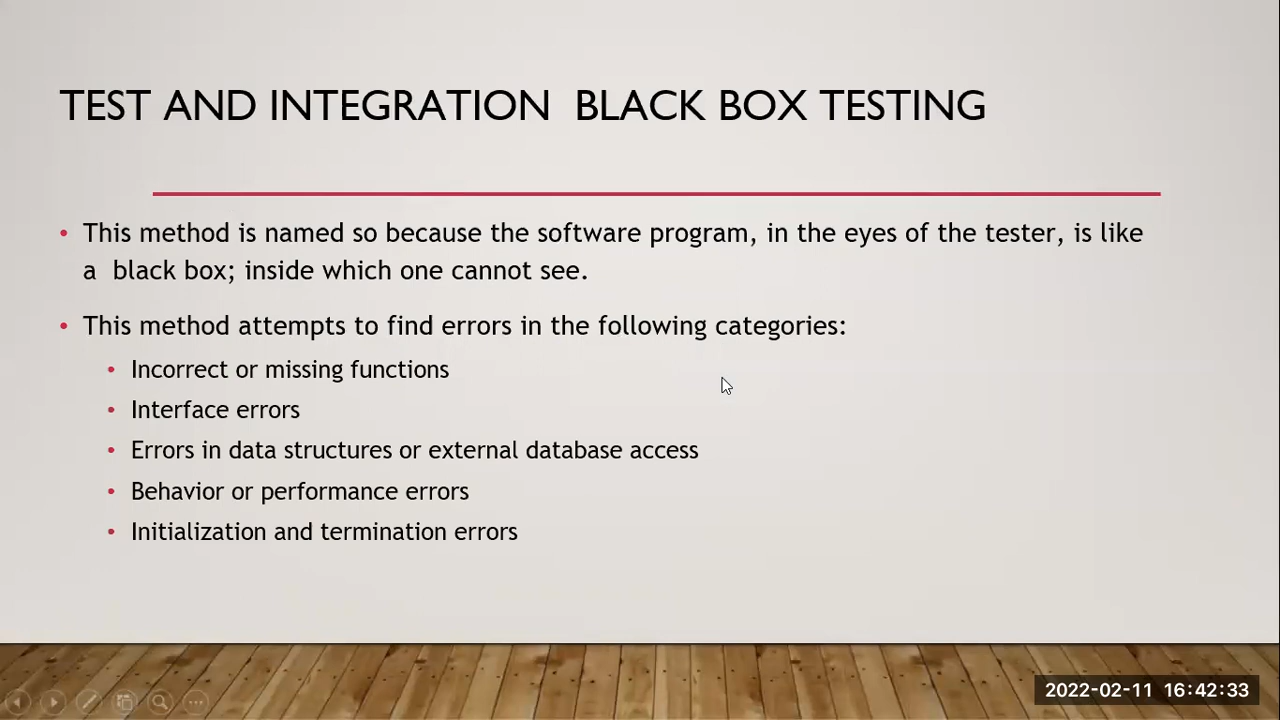 TEST AND INTEGRATION  BLACK BOX TESTING
• This method is named so because the software program, in the eyes of the tester, is like
a  black box; inside which one cannot see.
• This method attempts to find errors in the following categories:
• Incorrect or missing functions
• Interface errors
• Errors in data structures or external database access
• Behavior or performance errors
• Initialization and termination errors
2022-02-11 16:42:33